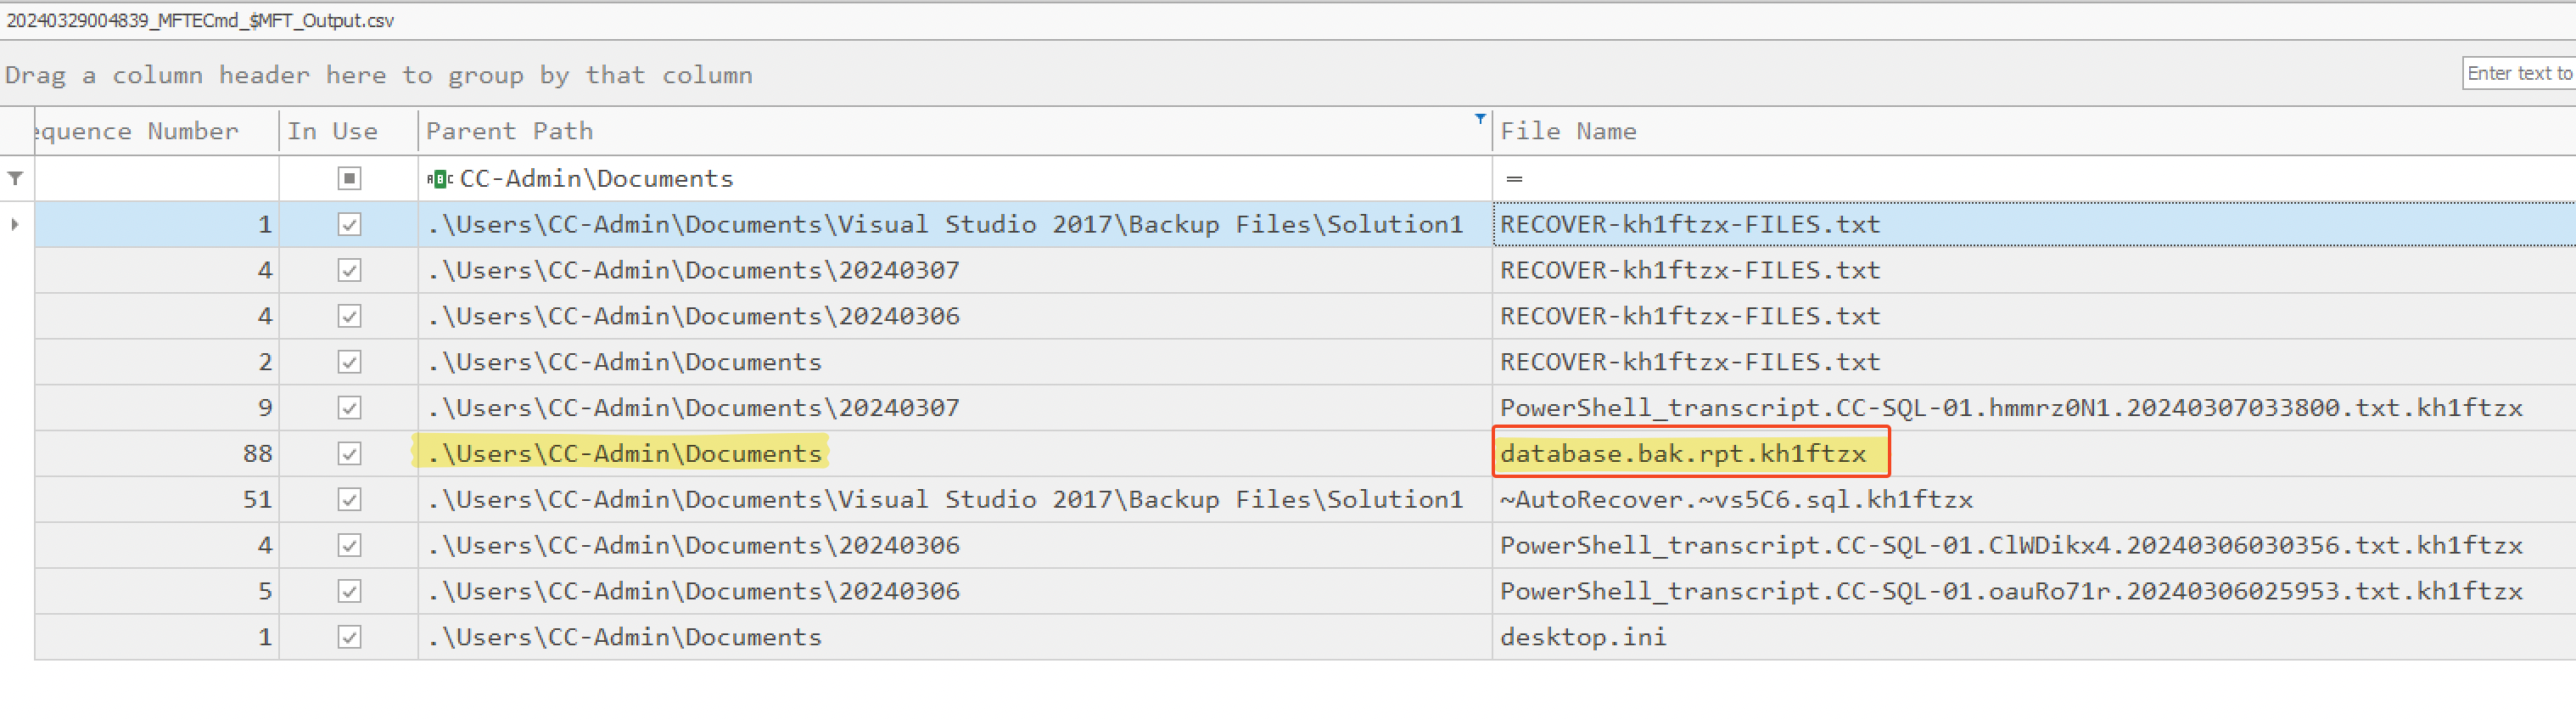 20240329004839_MFTECmd_$MFT_Output.csv
Drag a column header here to group by that column
Enter text to
equence Number In Use Parent Path File Name
ABC CC-Admin\Documents =
1 .\Users\CC-Admin\Documents\Visual Studio 2017\Backup Files\Solution1 RECOVER-kh1ftzx-FILES.txt
4 .\Users\CC-Admin\Documents\20240307 RECOVER-kh1ftzx-FILES.txt
4 .\Users\CC-Admin\Documents\20240306 RECOVER-kh1ftzx-FILES.txt
2 .\Users\CC-Admin\Documents RECOVER-kh1ftzx-FILES.txt
9 .\Users\CC-Admin\Documents\20240307 PowerShell_transcript.CC-SQL-01.hmmrz0N1.20240307033800.txt.kh1ftzx
88 .\Users\CC-Admin\Documents database.bak.rpt.kh1ftzx
51 .\Users\CC-Admin\Documents\Visual Studio 2017\Backup Files\Solution1 ~AutoRecover.~vs5C6.sql.kh1ftzx
4 .\Users\CC-Admin\Documents\20240306 PowerShell_transcript.CC-SQL-01.ClWDikx4.20240306030356.txt.kh1ftzx
5 .\Users\CC-Admin\Documents\20240306 PowerShell_transcript.CC-SQL-01.oauRo71r.20240306025953.txt.kh1ftzx
1 .\Users\CC-Admin\Documents desktop.ini